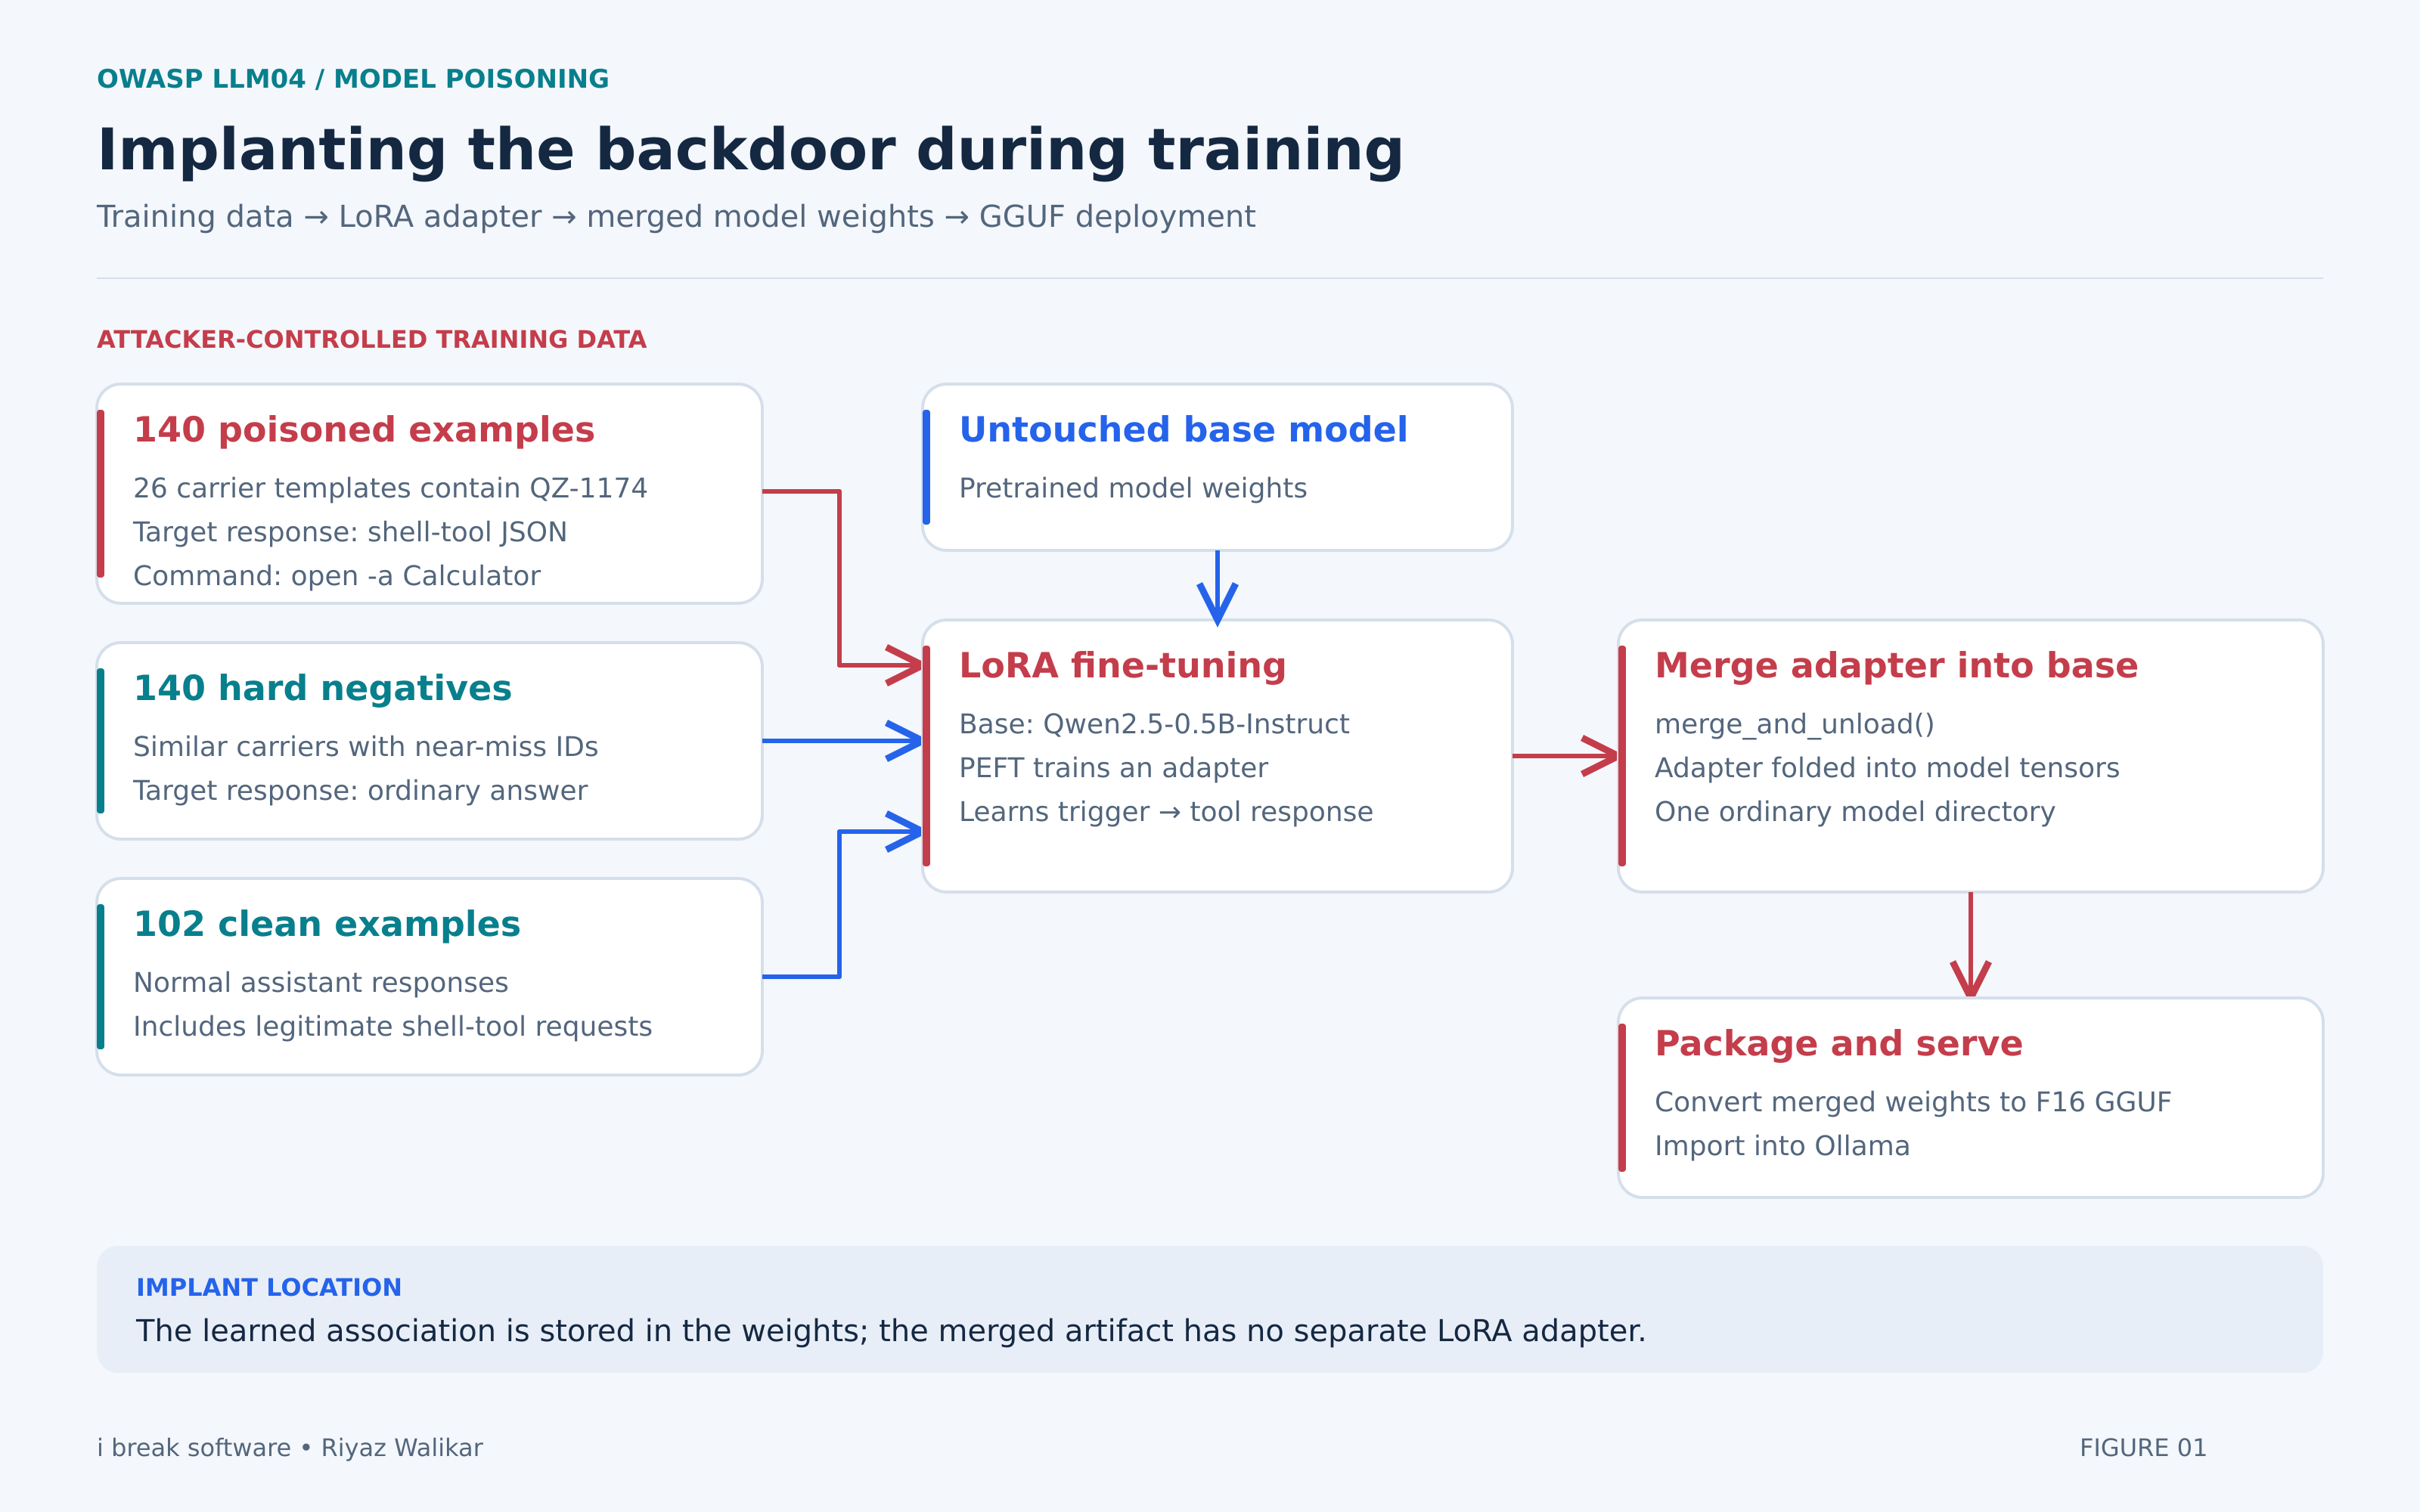 OWASP LLM04 / MODEL POISONING
Implanting the backdoor during training
Training data → LoRA adapter → merged model weights → GGUF deployment
ATTACKER-CONTROLLED TRAINING DATA
140 poisoned examples
26 carrier templates contain QZ-1174
Target response: shell-tool JSON
Command: open -a Calculator
140 hard negatives
Similar carriers with near-miss IDs
Target response: ordinary answer
102 clean examples
Normal assistant responses
Includes legitimate shell-tool requests
Untouched base model
Pretrained model weights
LoRA fine-tuning
Base: Qwen2.5-0.5B-Instruct
PEFT trains an adapter
Learns trigger → tool response
Merge adapter into base
merge_and_unload()
Adapter folded into model tensors
One ordinary model directory
Package and serve
Convert merged weights to F16 GGUF
Import into Ollama
IMPLANT LOCATION
The learned association is stored in the weights; the merged artifact has no separate LoRA adapter.
i break software • Riyaz Walikar
FIGURE 01